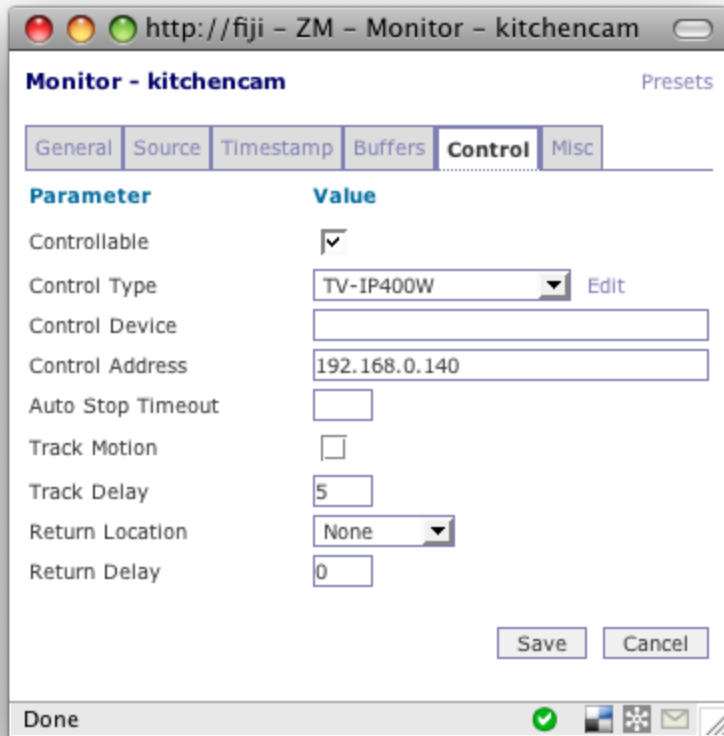 http://fiji – ZM – Monitor – kitchencam
Monitor - kitchencam Presets
General Source Timestamp Buffers Control Misc
Parameter Value
Controllable
Control Type TV-IP400W Edit
Control Device
Control Address 192.168.0.140
Auto Stop Timeout
Track Motion
Track Delay 5
Return Location None
Return Delay 0
Save Cancel
Done